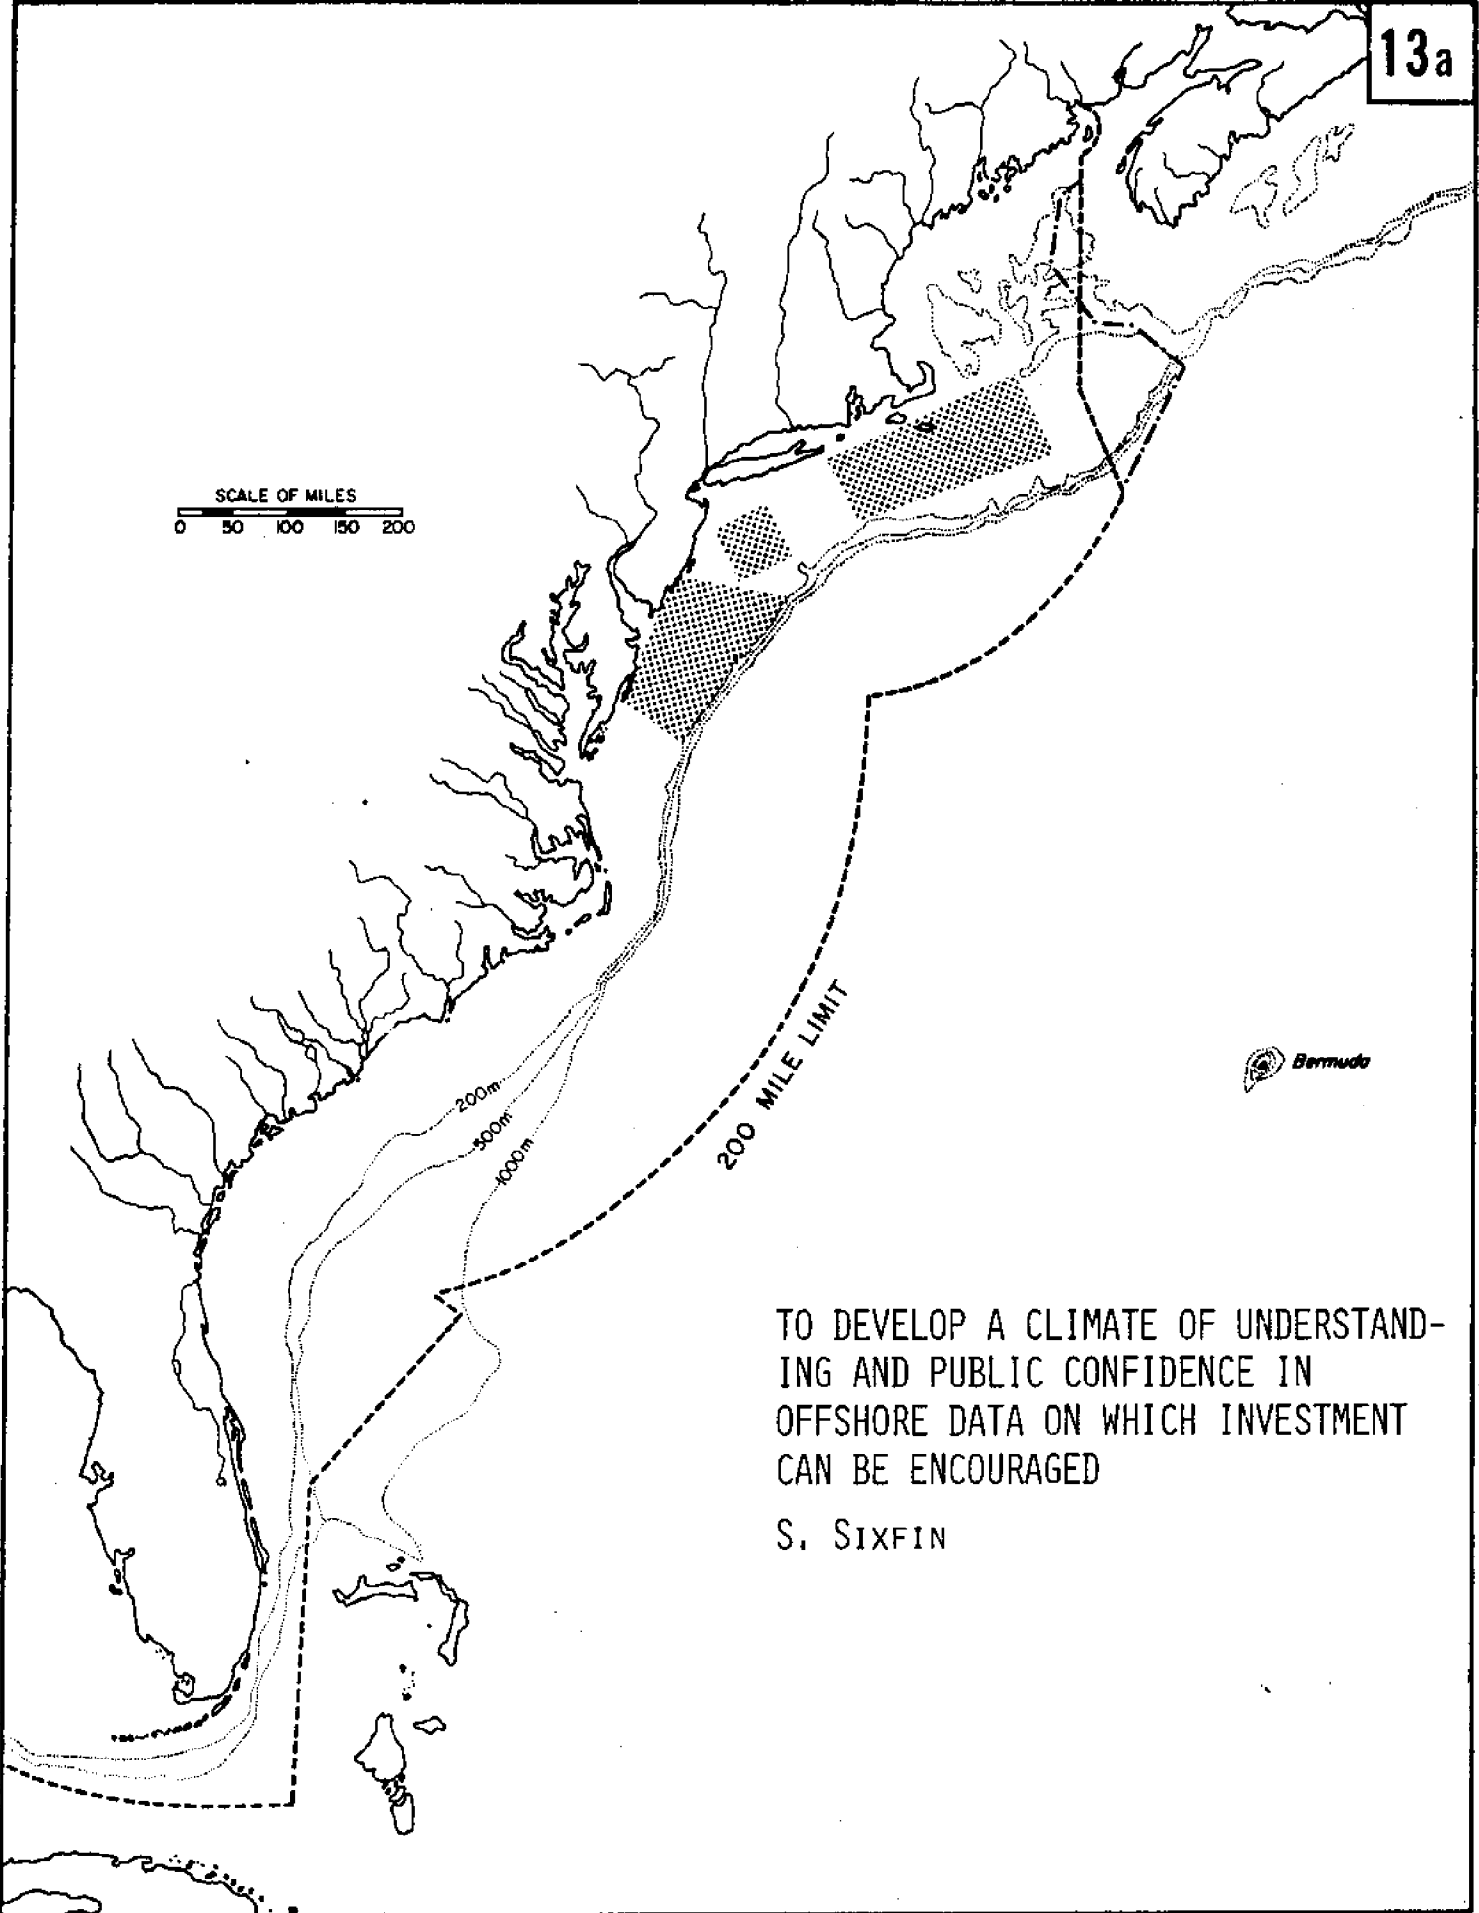 13a
SCALE OF MILES
0 50 100 150 200
200 MILE LIMIT
Bermuda
200m
500m
1000m
TO DEVELOP A CLIMATE OF UNDERSTAND-
ING AND PUBLIC CONFIDENCE IN
OFFSHORE DATA ON WHICH INVESTMENT
CAN BE ENCOURAGED
S. SIXFIN